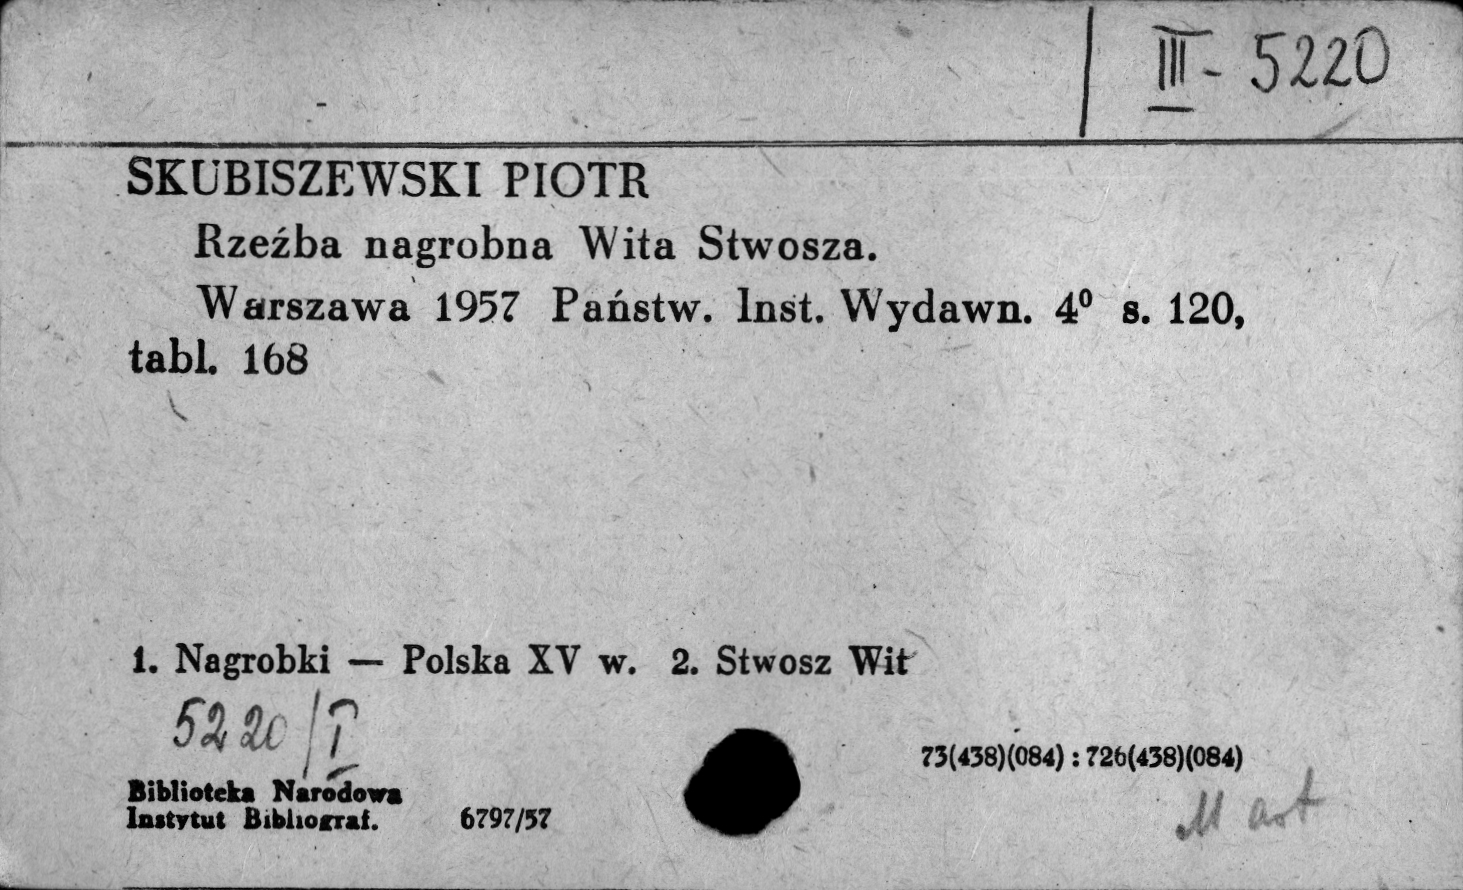 III - 5220
SKUBISZEWSKI PIOTR
Rzeźba nagrobna Wita Stwosza.
Warszawa 1957 Państw. Inst. Wydawn. 4⁰ s. 120,
tabl. 168
1. Nagrobki — Polska XV w. 2. Stwosz Wit
5220/I
73(438)(084) : 726(438)(084)
Biblioteka Narodowa
Instytut Bibliograf. 6797/57
M art